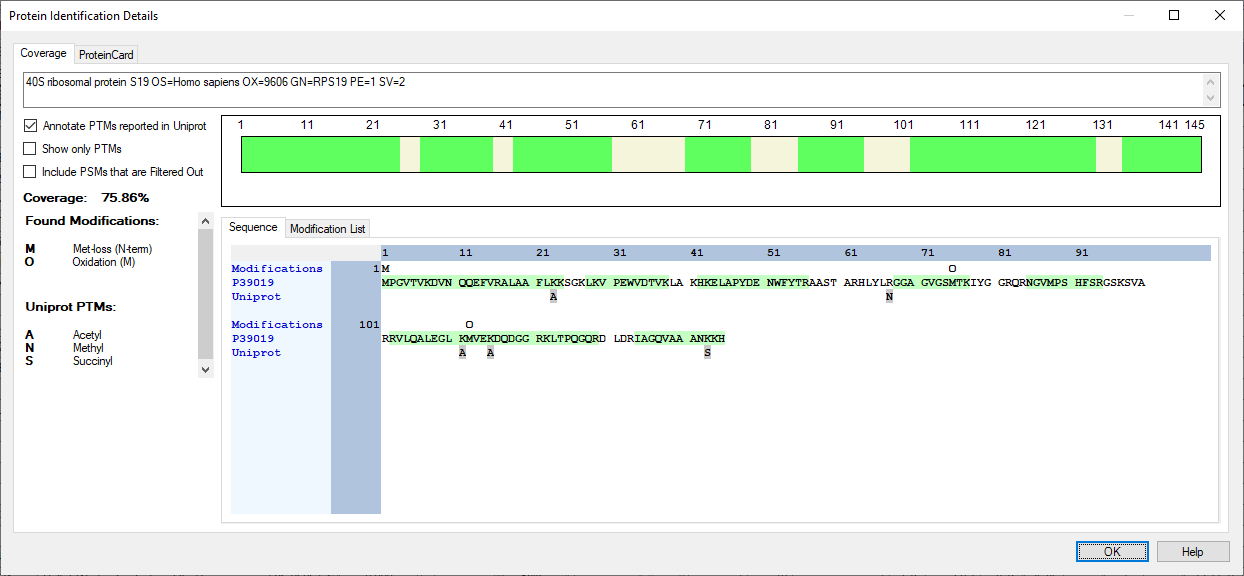 Protein Identification Details
Coverage ProteinCard
40S ribosomal protein S19 OS=Homo sapiens OX=9606 GN=RPS19 PE=1 SV=2
Annotate PTMs reported in Uniprot
Show only PTMs
Include PSMs that are Filtered Out
Coverage: 75.86%
1 11 21 31 41 51 61 71 81 91 101 111 121 131 141 145
Found Modifications:
M Met-loss (N-term)
O Oxidation (M)
Uniprot PTMs:
A Acetyl
N Methyl
S Succinyl
Sequence Modification List
1 11 21 31 41 51 61 71 81 91
Modifications 1 M O
P39019 MPGVTVKDVN QQEFVRALAA FLKKSGKLKV PEWVDTVKLA KHKELAPYDE NWFYTRAAST ARHLYLRGGA GVGSMTKIYG GRQRNGVMPS HFSRGSKSVA
Uniprot A N
Modifications 101 O
P39019 RRVLQALEGL KMVEKDQDGG RKLTPQGQRD LDRIAGQVAA ANKKH
Uniprot A A S
OK Help